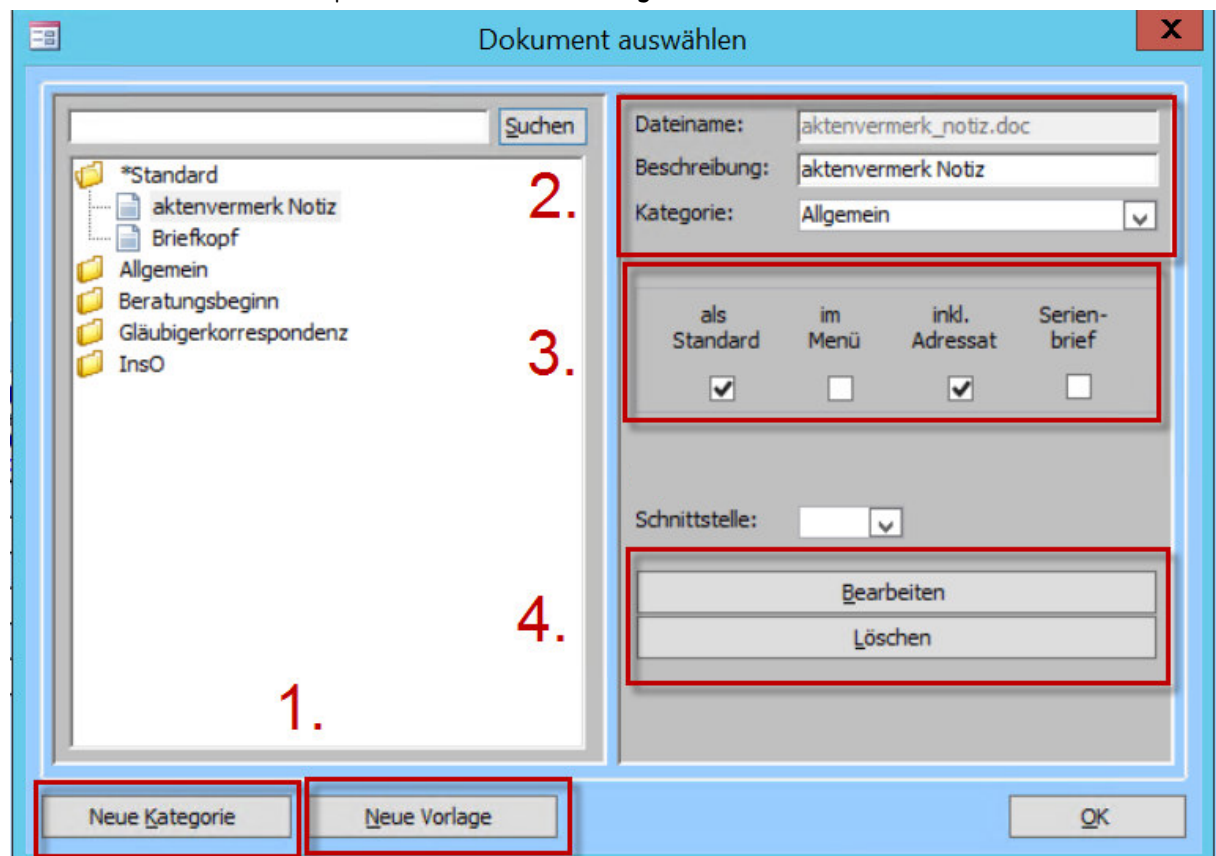 Dokument auswählen
X
Suchen
*Standard
aktenvermerk Notiz
Briefkopf
Allgemein
Beratungsbeginn
Gläubigerkorrespondenz
InsO
1.
2.
Dateiname: aktenvermerk_notiz.doc
Beschreibung: aktenvermerk Notiz
Kategorie: Allgemein
3.
als Standard
im Menü
inkl. Adressat
Serien-
brief
Schnittstelle:
4.
Bearbeiten
Löschen
Neue Kategorie
Neue Vorlage
OK